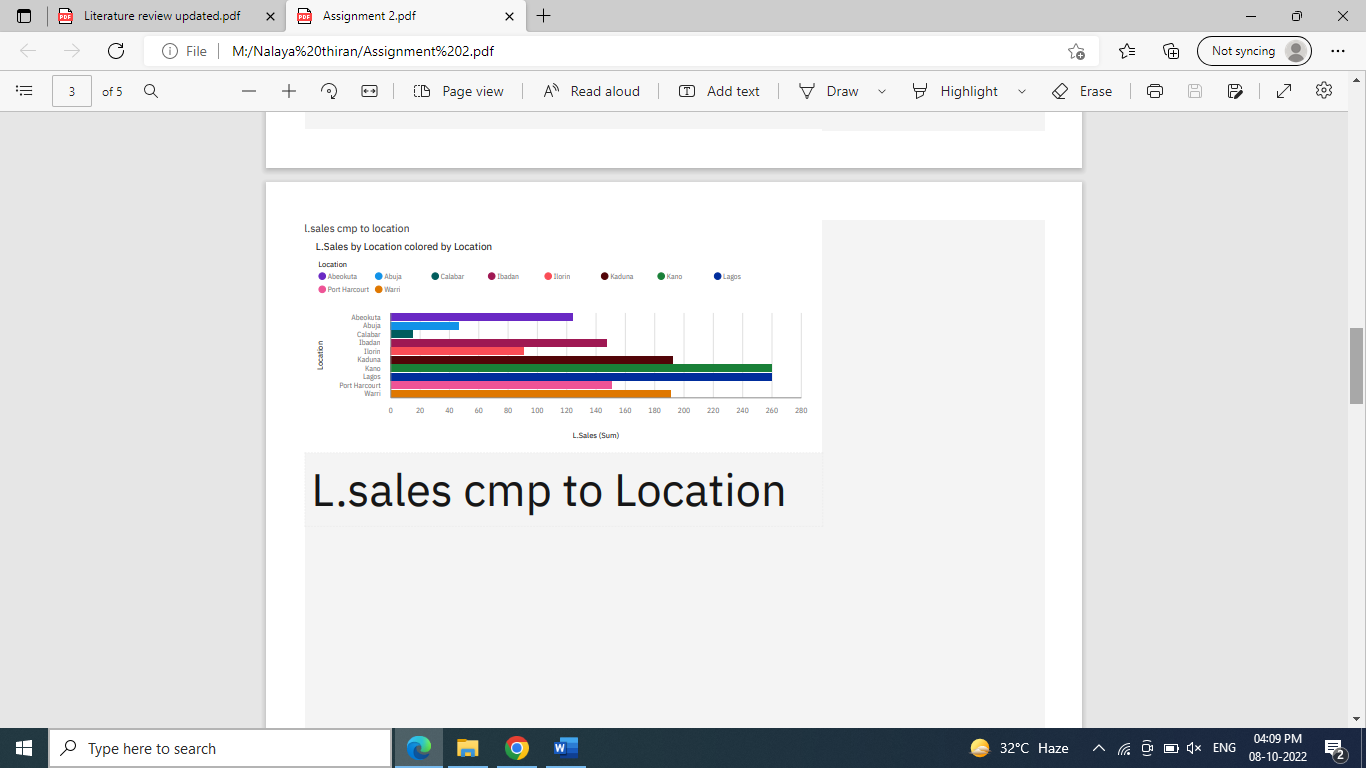 Literature review updated.pdf
Assignment 2.pdf
File
M:/Nalaya%20thiran/Assignment%202.pdf
Not syncing
3 of 5
Page view
Read aloud
Add text
Draw
Highlight
Erase
l.sales cmp to location
L.Sales by Location colored by Location
Location
Abeokuta Abuja Calabar Ibadan Ilorin Kaduna Kano Lagos
Port Harcourt Warri
Location
Abeokuta
Abuja
Calabar
Ibadan
Ilorin
Kaduna
Kano
Lagos
Port Harcourt
Warri
0 20 40 60 80 100 120 140 160 180 200 220 240 260 280
L.Sales (Sum)
L.sales cmp to Location
Type here to search
32°C Haze
ENG
04:09 PM
08-10-2022
2